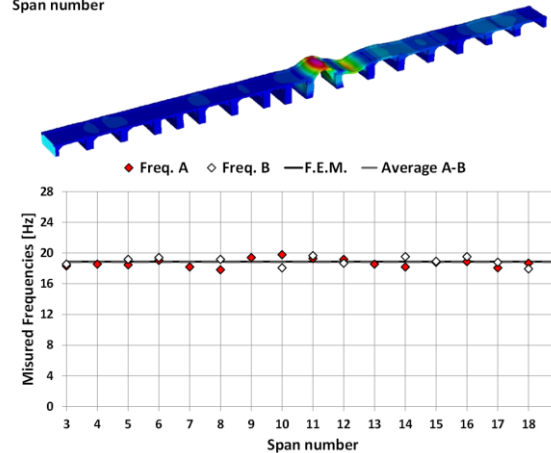 Span number
Freq. A Freq. B F.E.M. Average A-B
28
24
20
16
12
8
4
0
Misured Frequencies [Hz]
3 4 5 6 7 8 9 10 11 12 13 14 15 16 17 18
Span number